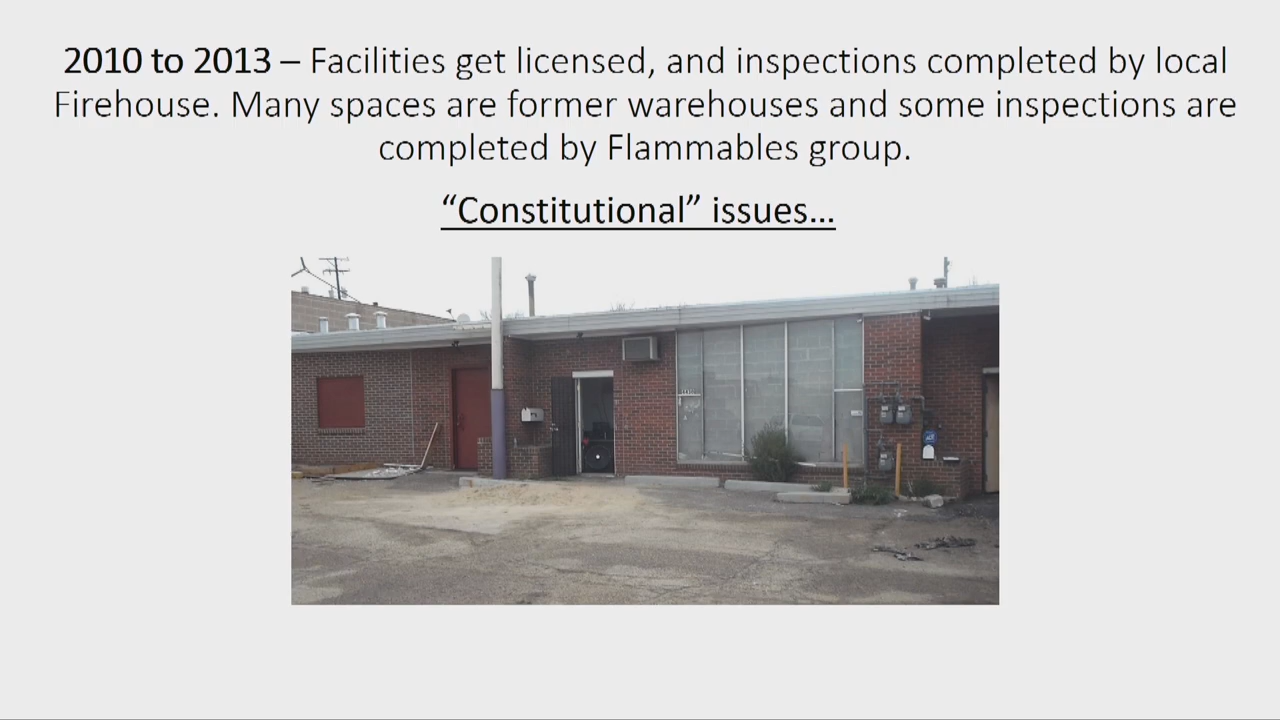 2010 to 2013 – Facilities get licensed, and inspections completed by local
Firehouse. Many spaces are former warehouses and some inspections are
completed by Flammables group.
“Constitutional” issues…